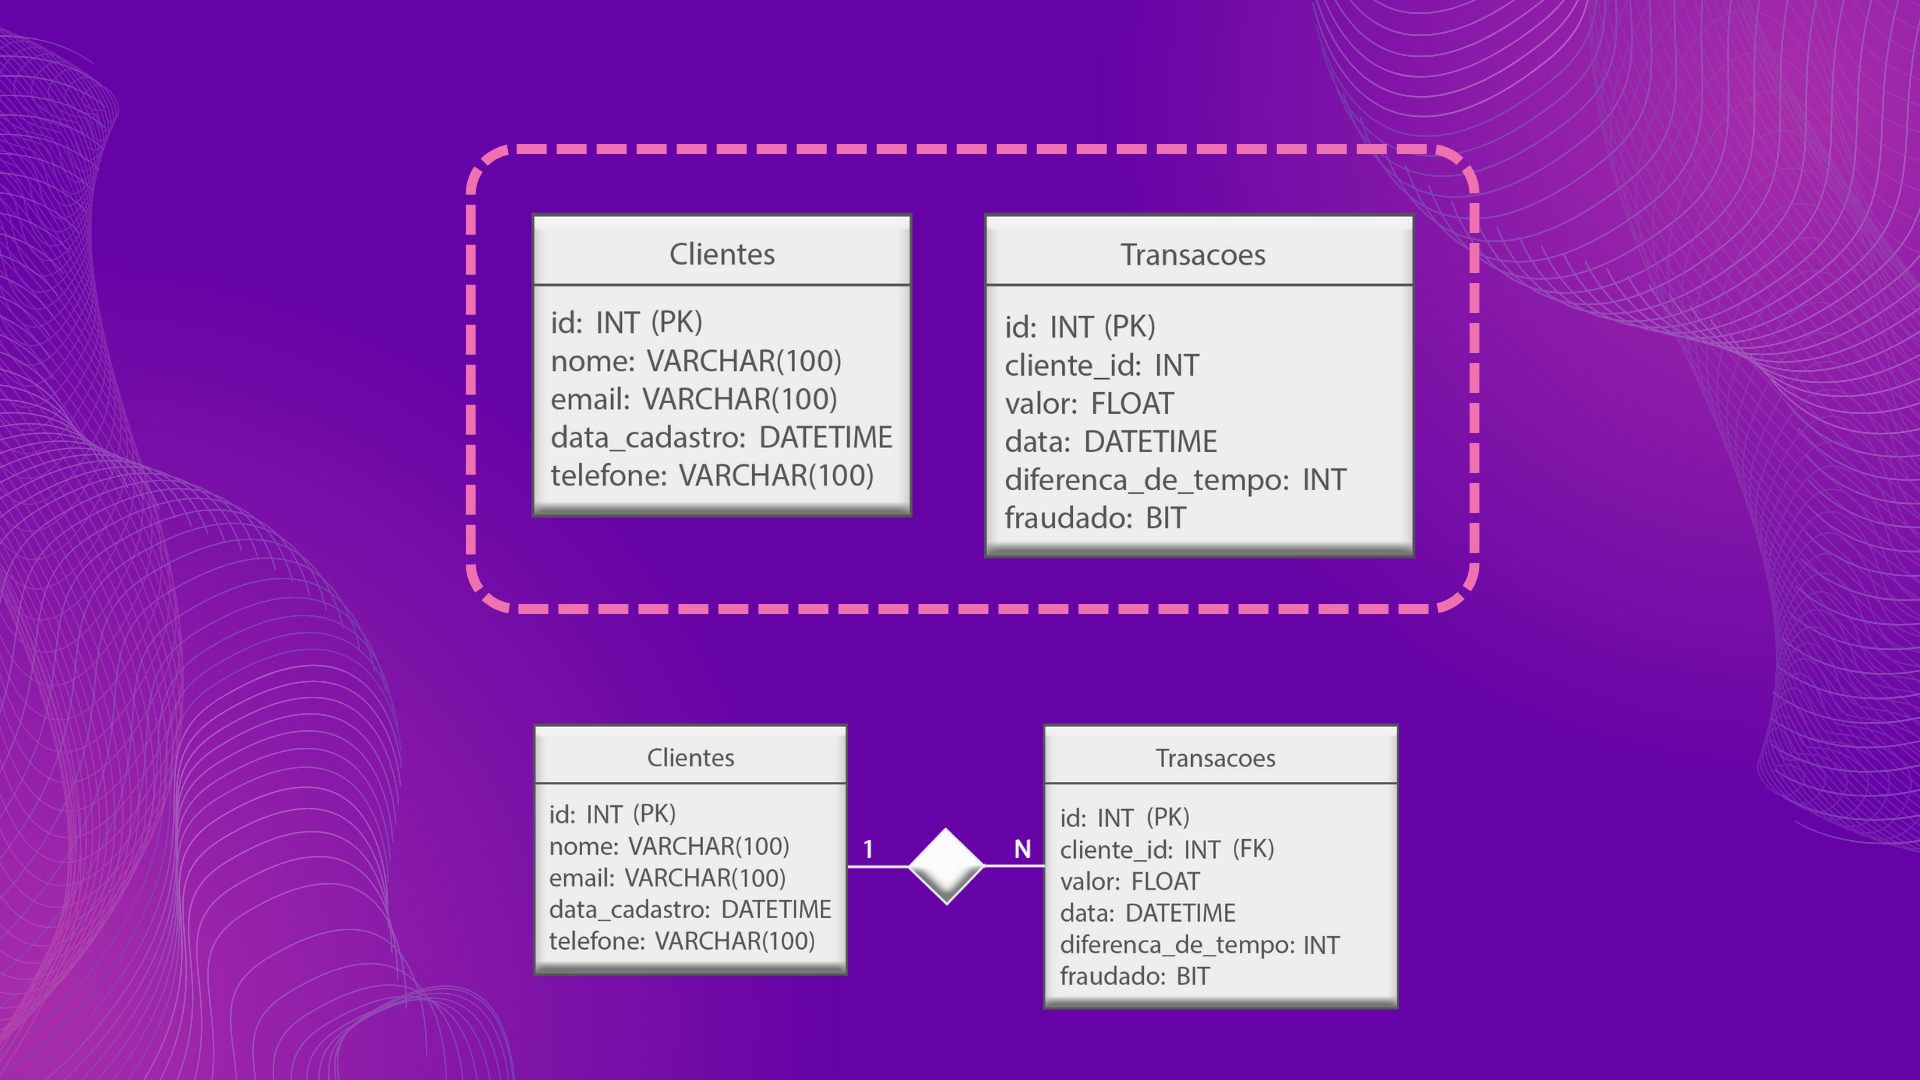 Clientes
id: INT (PK)
nome: VARCHAR(100)
email: VARCHAR(100)
data_cadastro: DATETIME
telefone: VARCHAR(100)
Transacoes
id: INT (PK)
cliente_id: INT
valor: FLOAT
data: DATETIME
diferenca_de_tempo: INT
fraudado: BIT
Clientes
id: INT (PK)
nome: VARCHAR(100)
email: VARCHAR(100)
data_cadastro: DATETIME
telefone: VARCHAR(100)
1
N
Transacoes
id: INT (PK)
cliente_id: INT (FK)
valor: FLOAT
data: DATETIME
diferenca_de_tempo: INT
fraudado: BIT